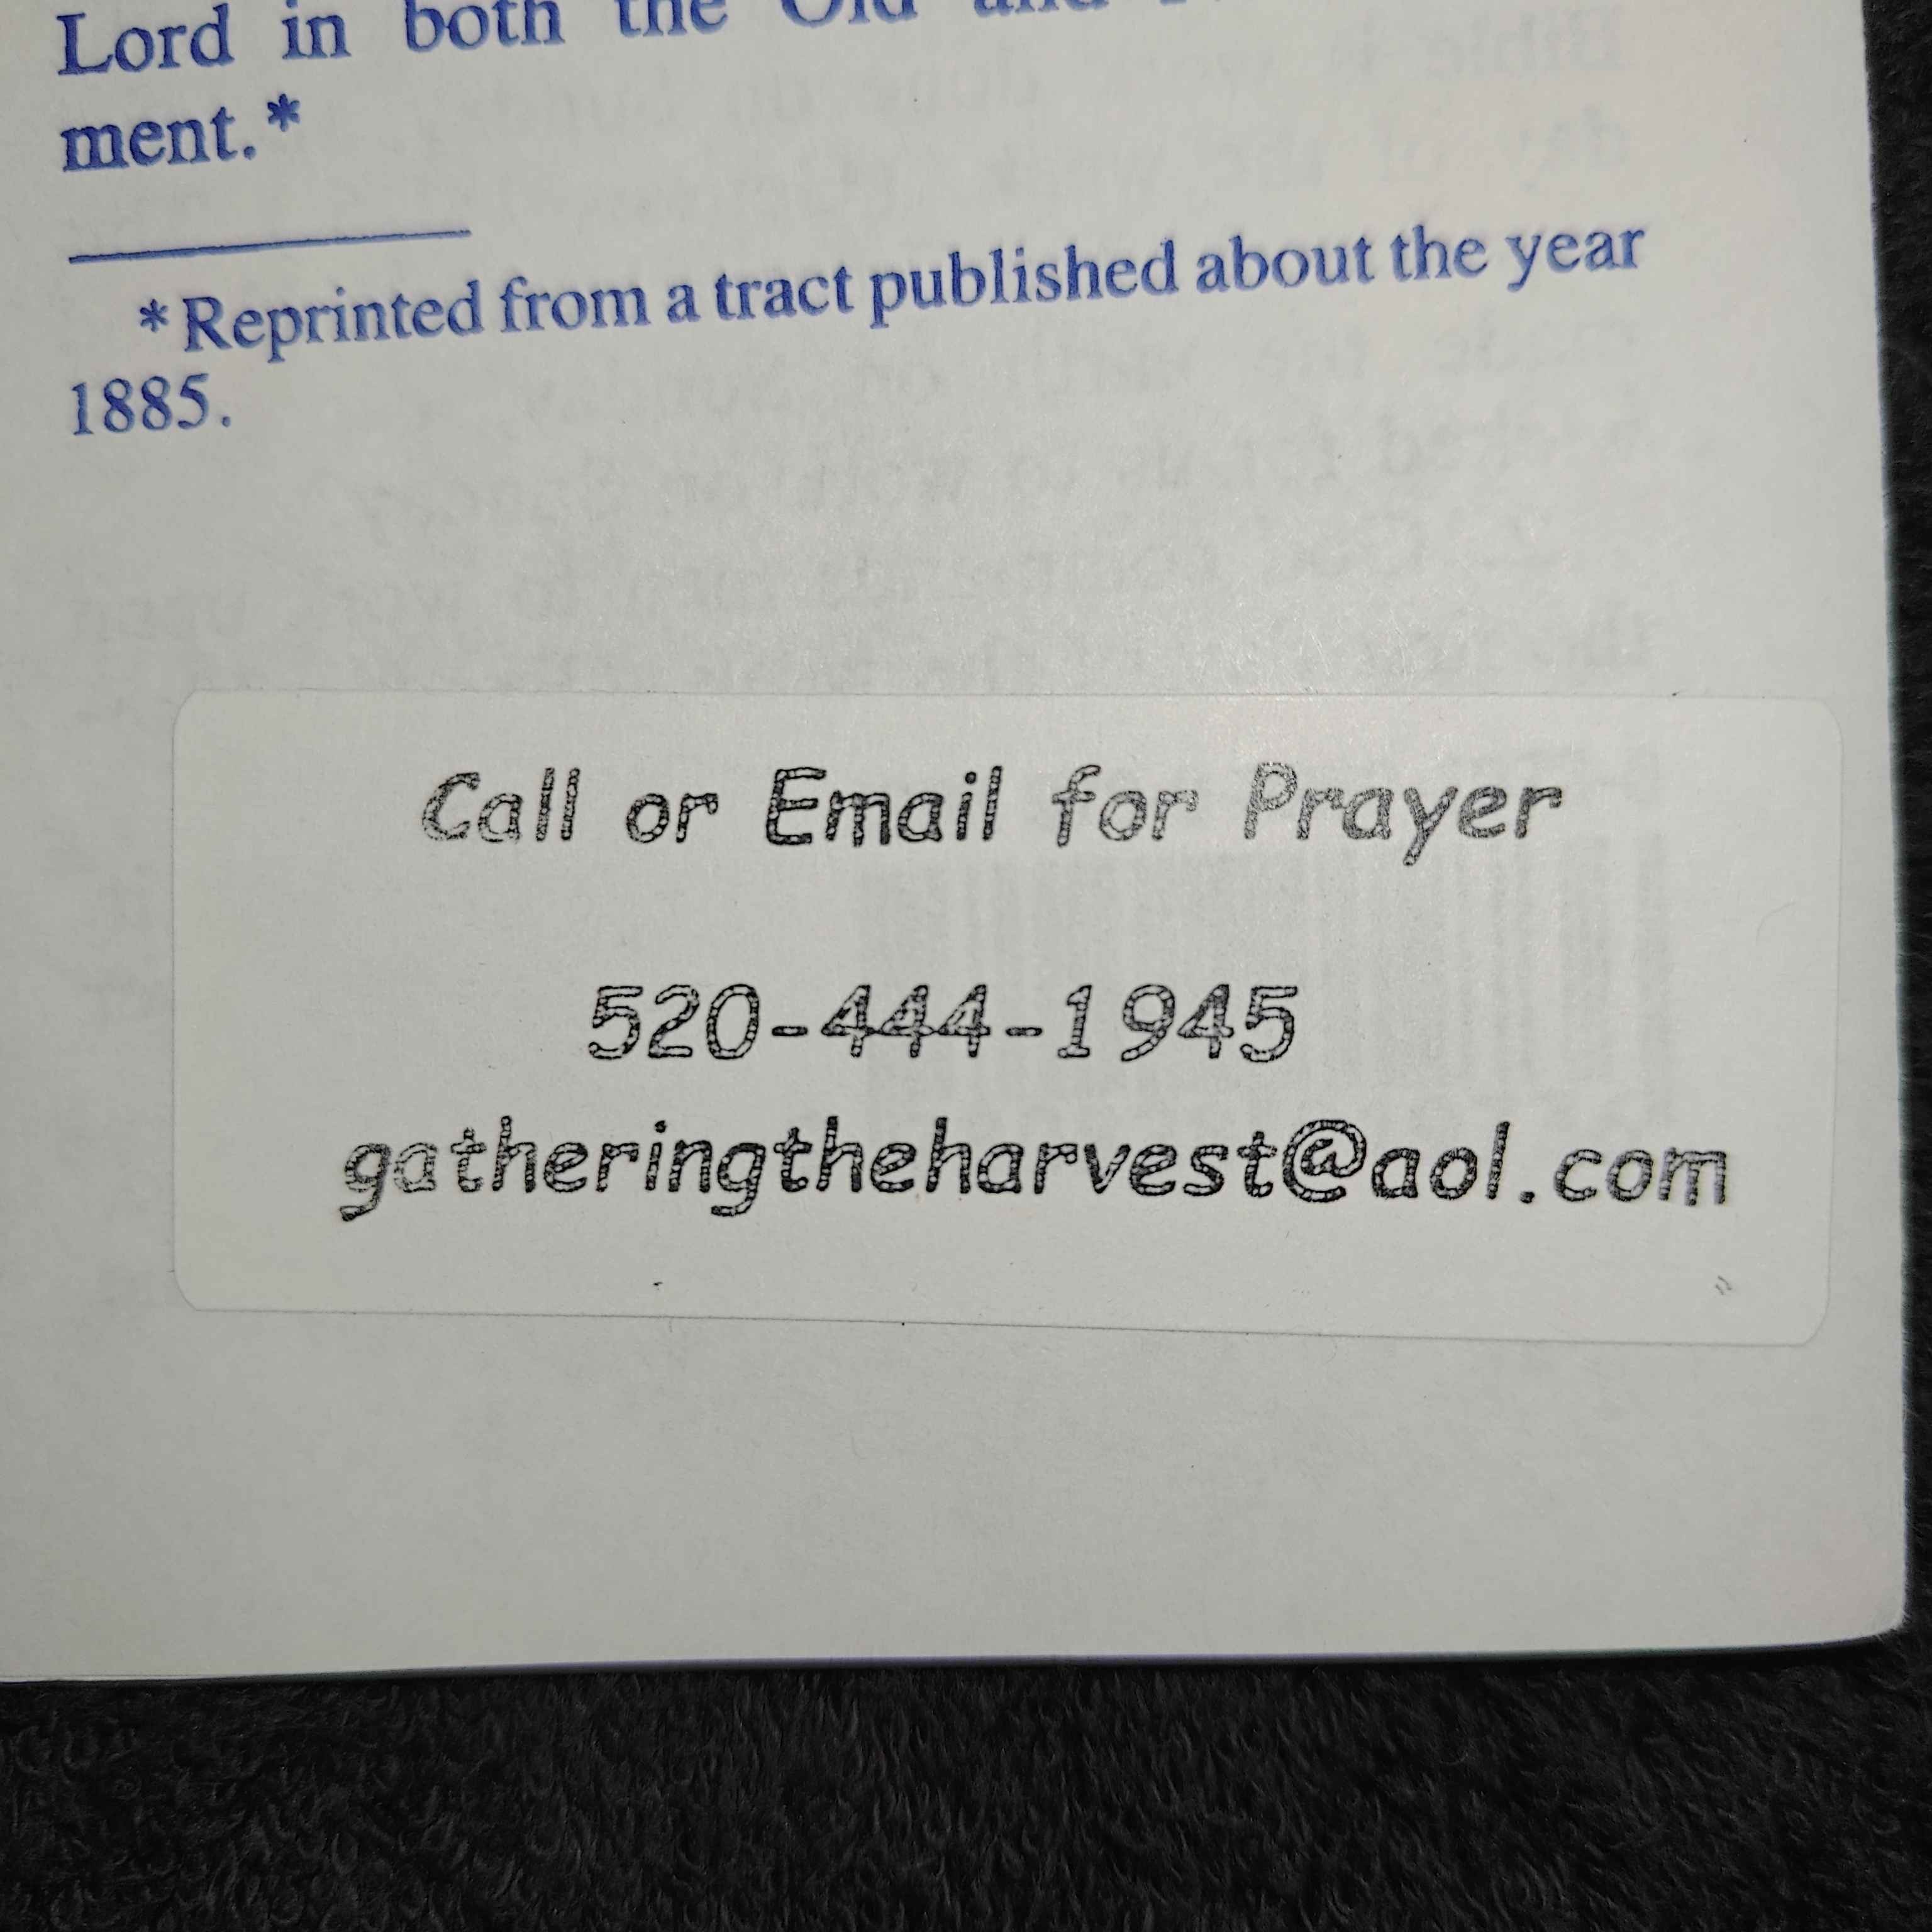 Lord in both the Old and
ment.*
*Reprinted from a tract published about the year
1885.
Call or Email for Prayer
520-444-1945
gatheringtheharvest@aol.com